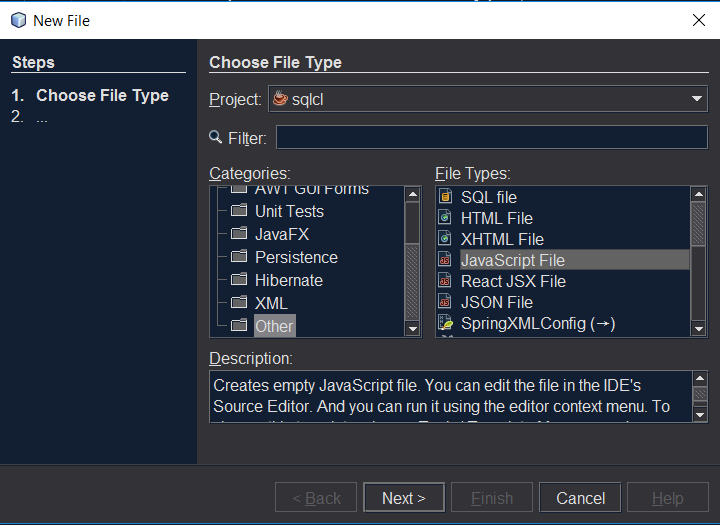 New File
Steps
1. Choose File Type
2. ...
Choose File Type
Project: sqlcl
Filter:
Categories:
AWT GUI Forms
Unit Tests
JavaFX
Persistence
Hibernate
XML
Other
File Types:
SQL file
HTML File
XHTML File
JavaScript File
React JSX File
JSON File
SpringXMLConfig (→)
Description:
Creates empty JavaScript file. You can edit the file in the IDE's
Source Editor. And you can run it using the editor context menu. To
< Back
Next >
Finish
Cancel
Help